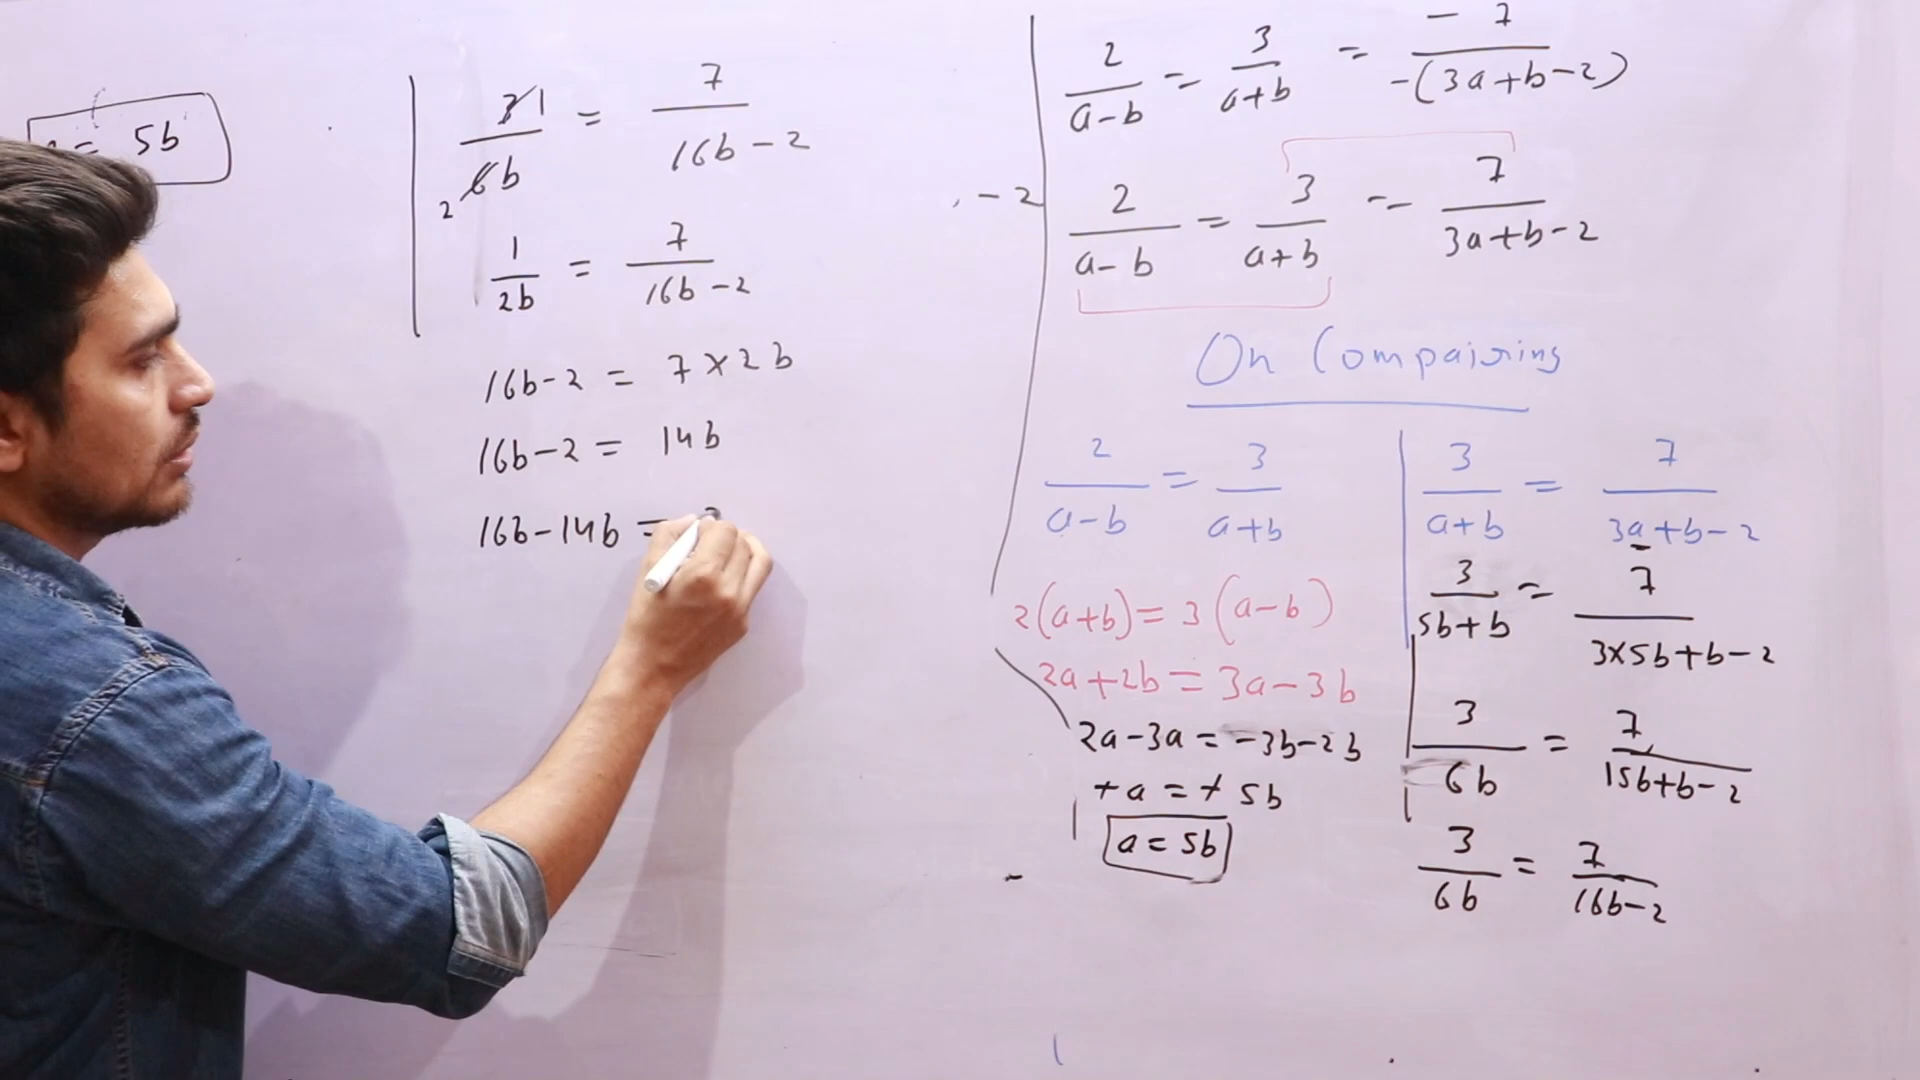 = 5b
3̸1/6̸b = 7/16b-2
2
1/2b = 7/16b-2
16b-2 = 7×2b
16b-2 = 14b
16b-14b =
2/a-b = 3/a+b = -7/-(3a+b-2)
-2
2/a-b = 3/a+b = 7/3a+b-2
On Compairing
2/a-b = 3/a+b
2(a+b) = 3(a-b)
2a+2b = 3a-3b
2a-3a = -3b-2b
+a = +5b
a = 5b
3/a+b = 7/3a+b-2
3/5b+b = 7/3×5b+b-2
3/6b = 7/15b+b-2
3/6b = 7/16b-2